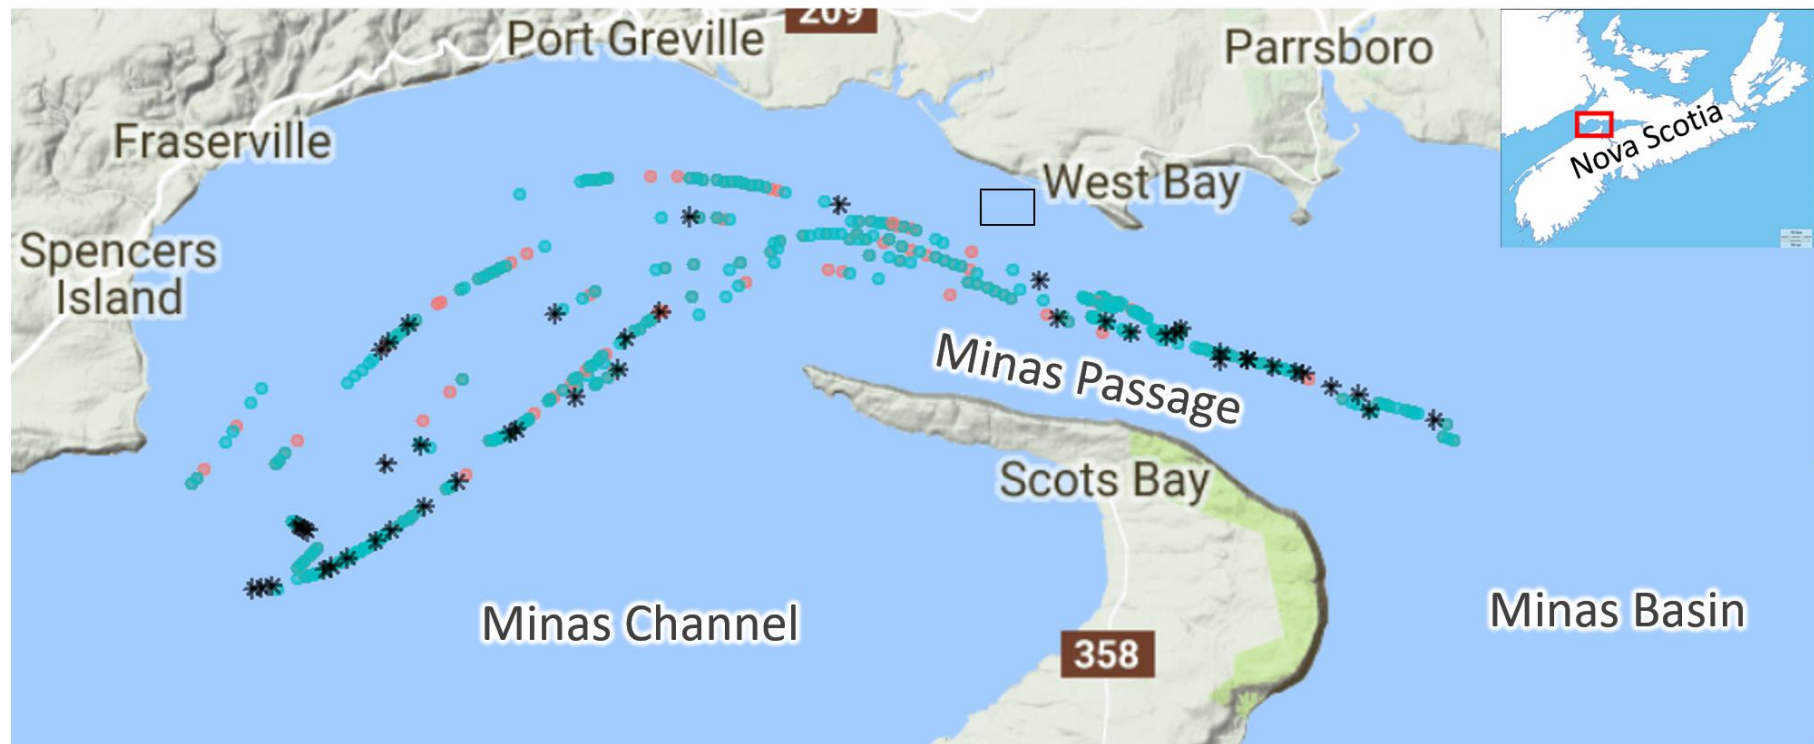 209
Port Greville
Parrsboro
Fraserville
Nova Scotia
West Bay
Spencers
Island
Minas Passage
Scots Bay
Minas Channel
Minas Basin
358